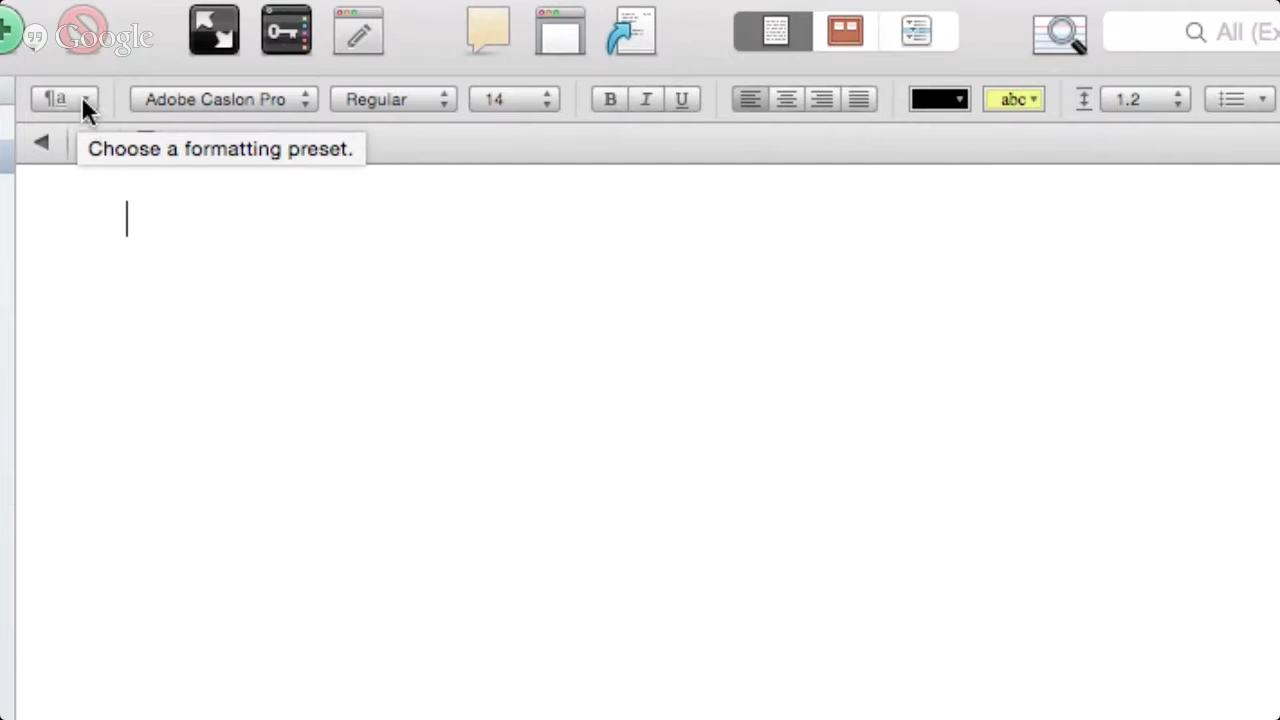 Google
All (Ex
¶a Adobe Caslon Pro Regular 14 B I U abc 1.2
Choose a formatting preset.